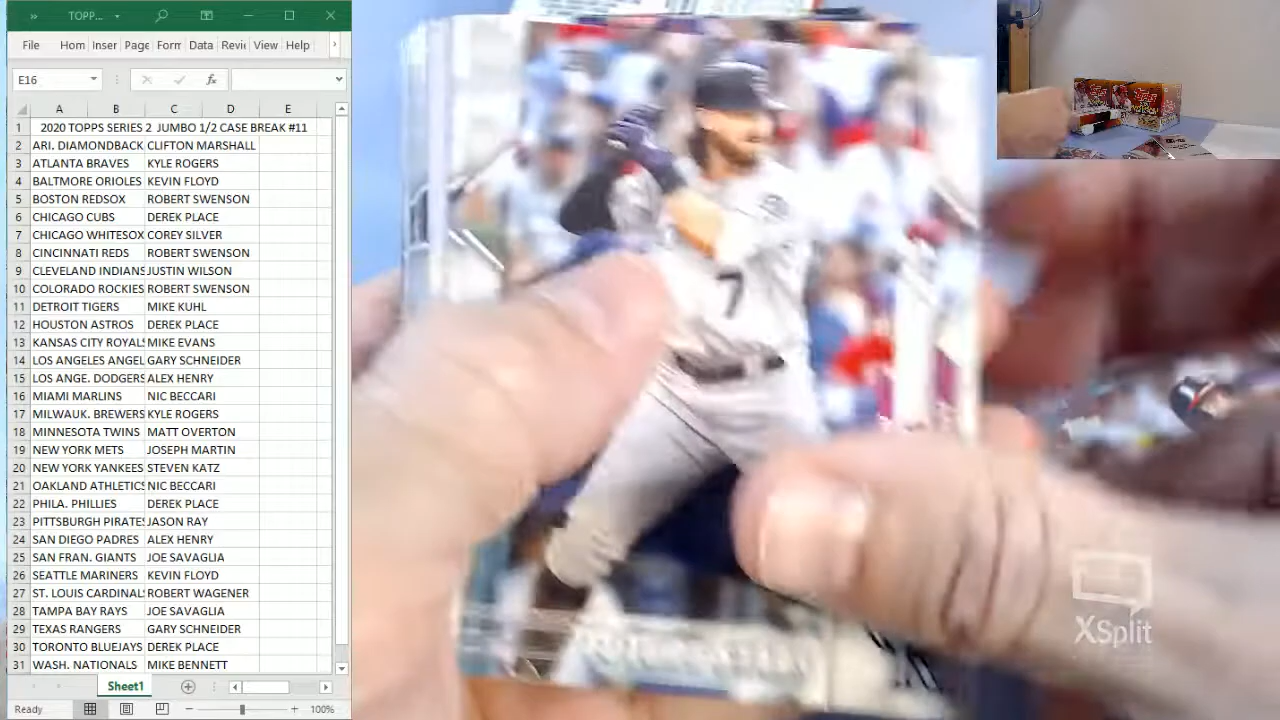 TOPP...
File Hom Inser Page Form Data Revi View Help
E16
fx
A B C D E
1 2020 TOPPS SERIES 2 JUMBO 1/2 CASE BREAK #11
2 ARI. DIAMONDBACK CLIFTON MARSHALL
3 ATLANTA BRAVES KYLE ROGERS
4 BALTMORE ORIOLES KEVIN FLOYD
5 BOSTON REDSOX ROBERT SWENSON
6 CHICAGO CUBS DEREK PLACE
7 CHICAGO WHITESOX COREY SILVER
8 CINCINNATI REDS ROBERT SWENSON
9 CLEVELAND INDIANS JUSTIN WILSON
10 COLORADO ROCKIES ROBERT SWENSON
11 DETROIT TIGERS MIKE KUHL
12 HOUSTON ASTROS DEREK PLACE
13 KANSAS CITY ROYALS MIKE EVANS
14 LOS ANGELES ANGEL GARY SCHNEIDER
15 LOS ANGE. DODGERS ALEX HENRY
16 MIAMI MARLINS NIC BECCARI
17 MILWAUK. BREWERS KYLE ROGERS
18 MINNESOTA TWINS MATT OVERTON
19 NEW YORK METS JOSEPH MARTIN
20 NEW YORK YANKEES STEVEN KATZ
21 OAKLAND ATHLETICS NIC BECCARI
22 PHILA. PHILLIES DEREK PLACE
23 PITTSBURGH PIRATES JASON RAY
24 SAN DIEGO PADRES ALEX HENRY
25 SAN FRAN. GIANTS JOE SAVAGLIA
26 SEATTLE MARINERS KEVIN FLOYD
27 ST. LOUIS CARDINALS ROBERT WAGENER
28 TAMPA BAY RAYS JOE SAVAGLIA
29 TEXAS RANGERS GARY SCHNEIDER
30 TORONTO BLUEJAYS DEREK PLACE
31 WASH. NATIONALS MIKE BENNETT
Sheet1
Ready
100%
7
XSplit